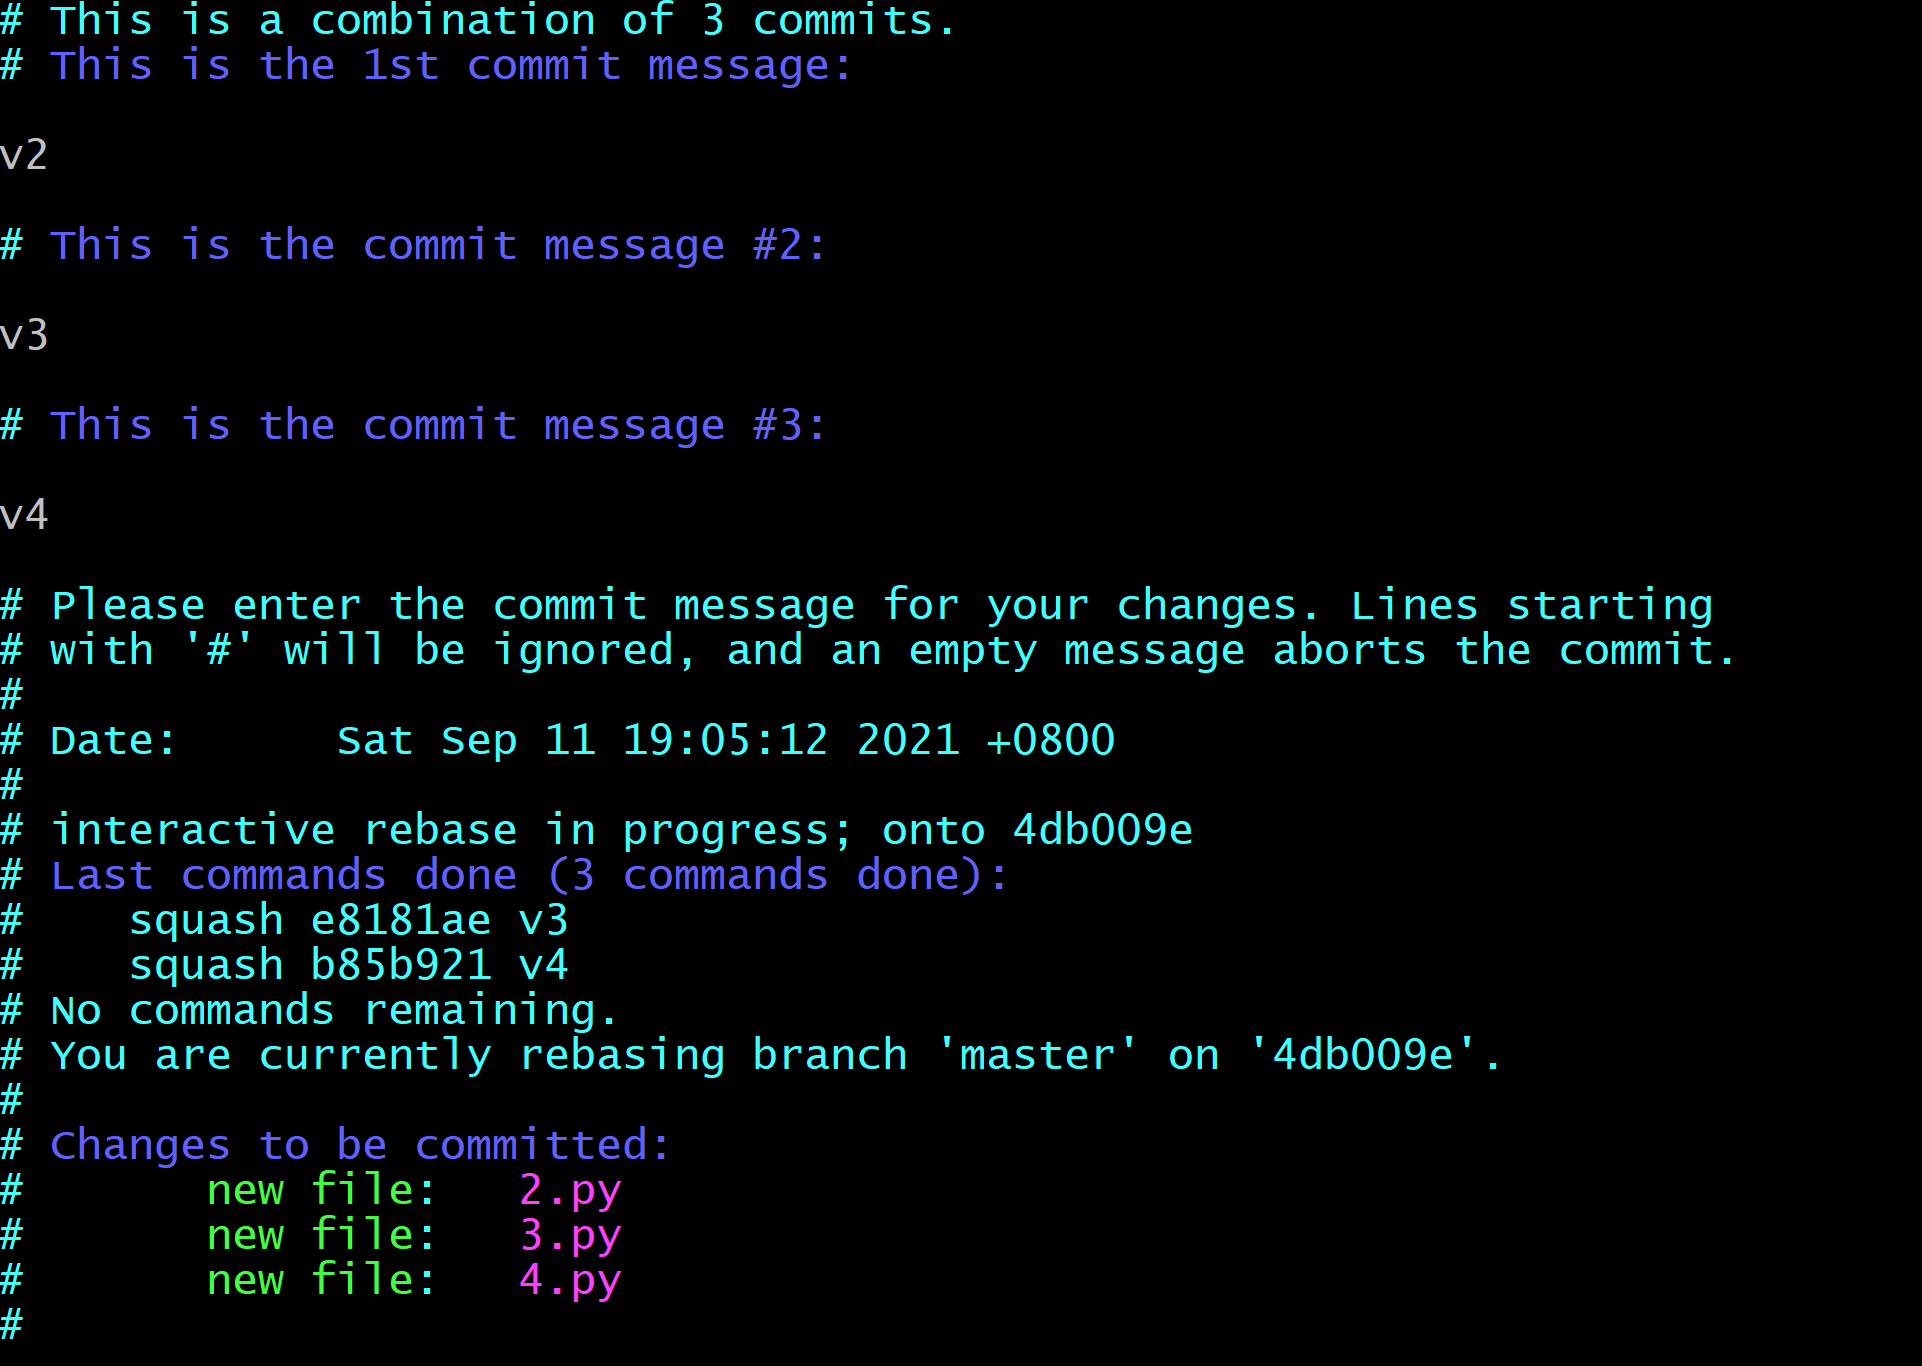 # This is a combination of 3 commits.
# This is the 1st commit message:
v2
# This is the commit message #2:
v3
# This is the commit message #3:
v4
# Please enter the commit message for your changes. Lines starting
# with '#' will be ignored, and an empty message aborts the commit.
#
# Date:      Sat Sep 11 19:05:12 2021 +0800
#
# interactive rebase in progress; onto 4db009e
# Last commands done (3 commands done):
#    squash e8181ae v3
#    squash b85b921 v4
# No commands remaining.
# You are currently rebasing branch 'master' on '4db009e'.
#
# Changes to be committed:
#       new file:   2.py
#       new file:   3.py
#       new file:   4.py
#